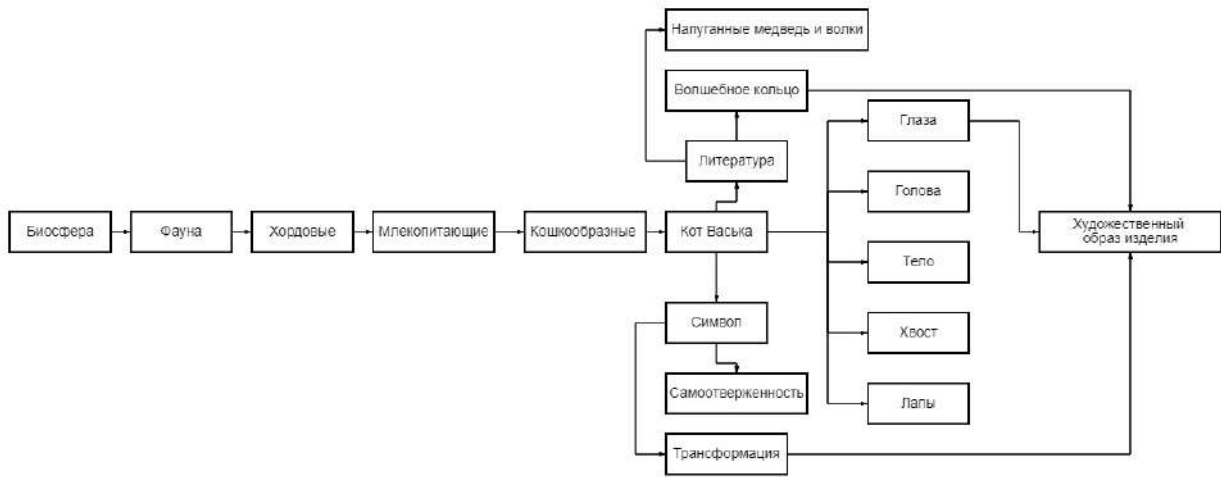 Напуганные медведь и волки
Волшебное кольцо
Глаза
Литература
Голова
Биосфера
Фауна
Хордовые
Млекопитающие
Кошкообразные
Кот Васька
Художественный
образ изделия
Тело
Символ
Хвост
Самоотверженность
Лапы
Трансформация